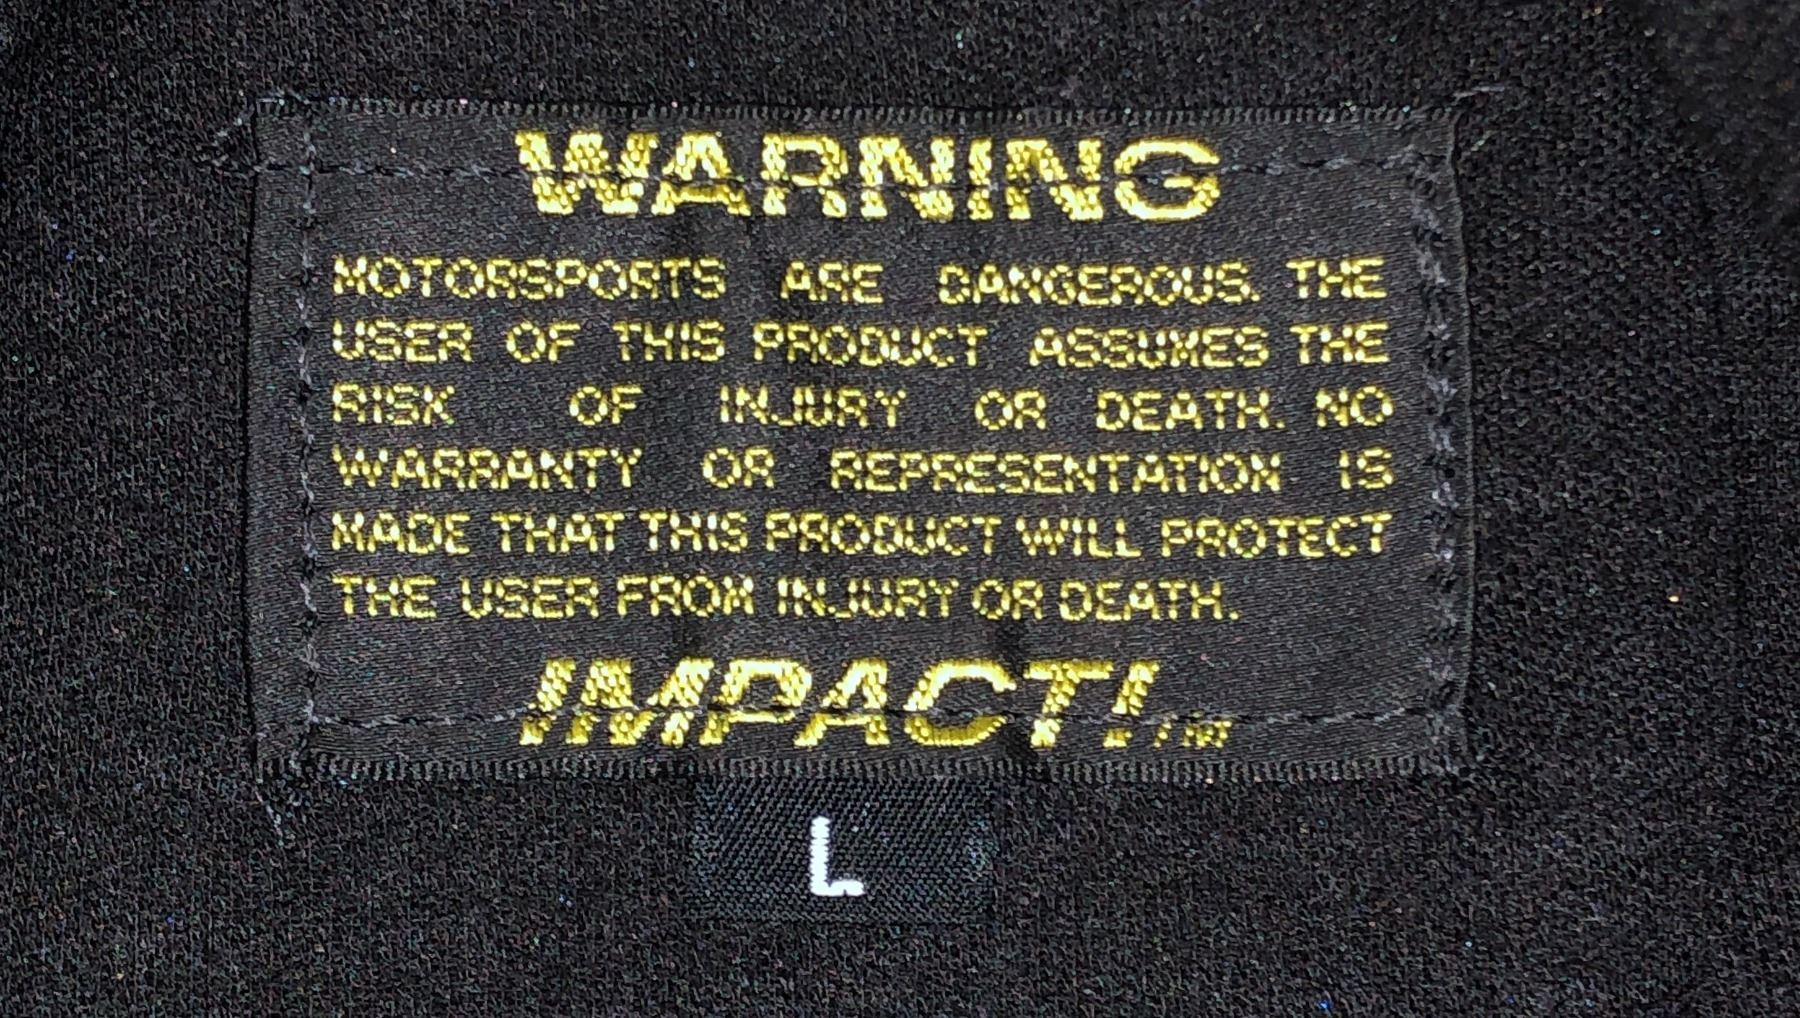 WARNING
MOTORSPORTS ARE DANGEROUS. THE
USER OF THIS PRODUCT ASSUMES THE
RISK OF INJURY OR DEATH. NO
WARRANTY OR REPRESENTATION IS
MADE THAT THIS PRODUCT WILL PROTECT
THE USER FROM INJURY OR DEATH.
IMPACT!
L